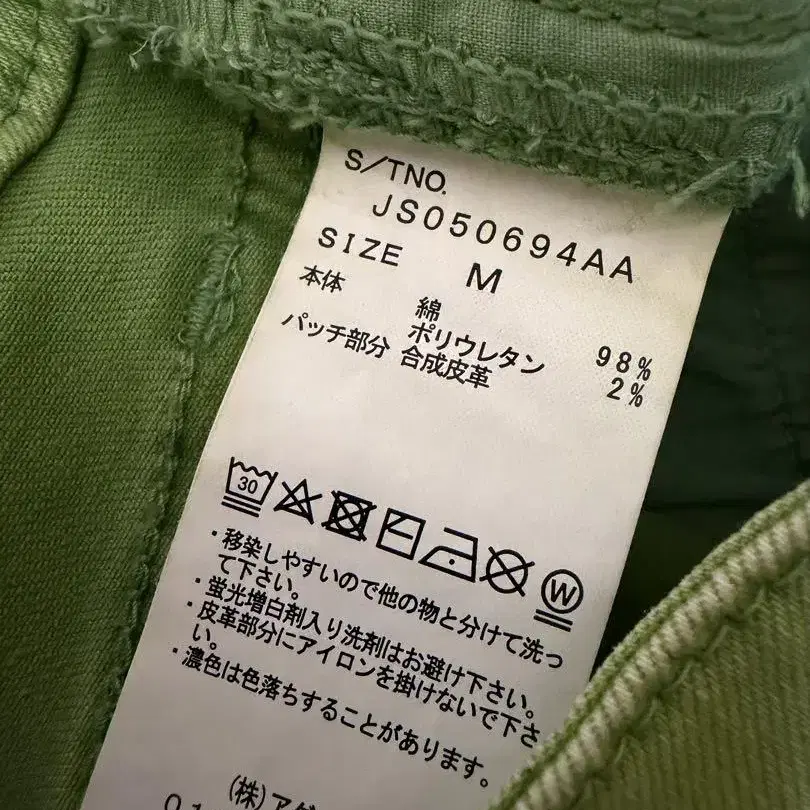 S/TNO.
JS050694AA
SIZE M
本体 綿 98%
ポリウレタン 2%
パッチ部分 合成皮革
30
W
・移染しやすいので他の物と分けて洗っ
て下さい。
・蛍光増白剤入り洗剤はお避け下さい。
・皮革部分にアイロンを掛けないで下さ
い。
・濃色は色落ちすることがあります。
(株)アダ